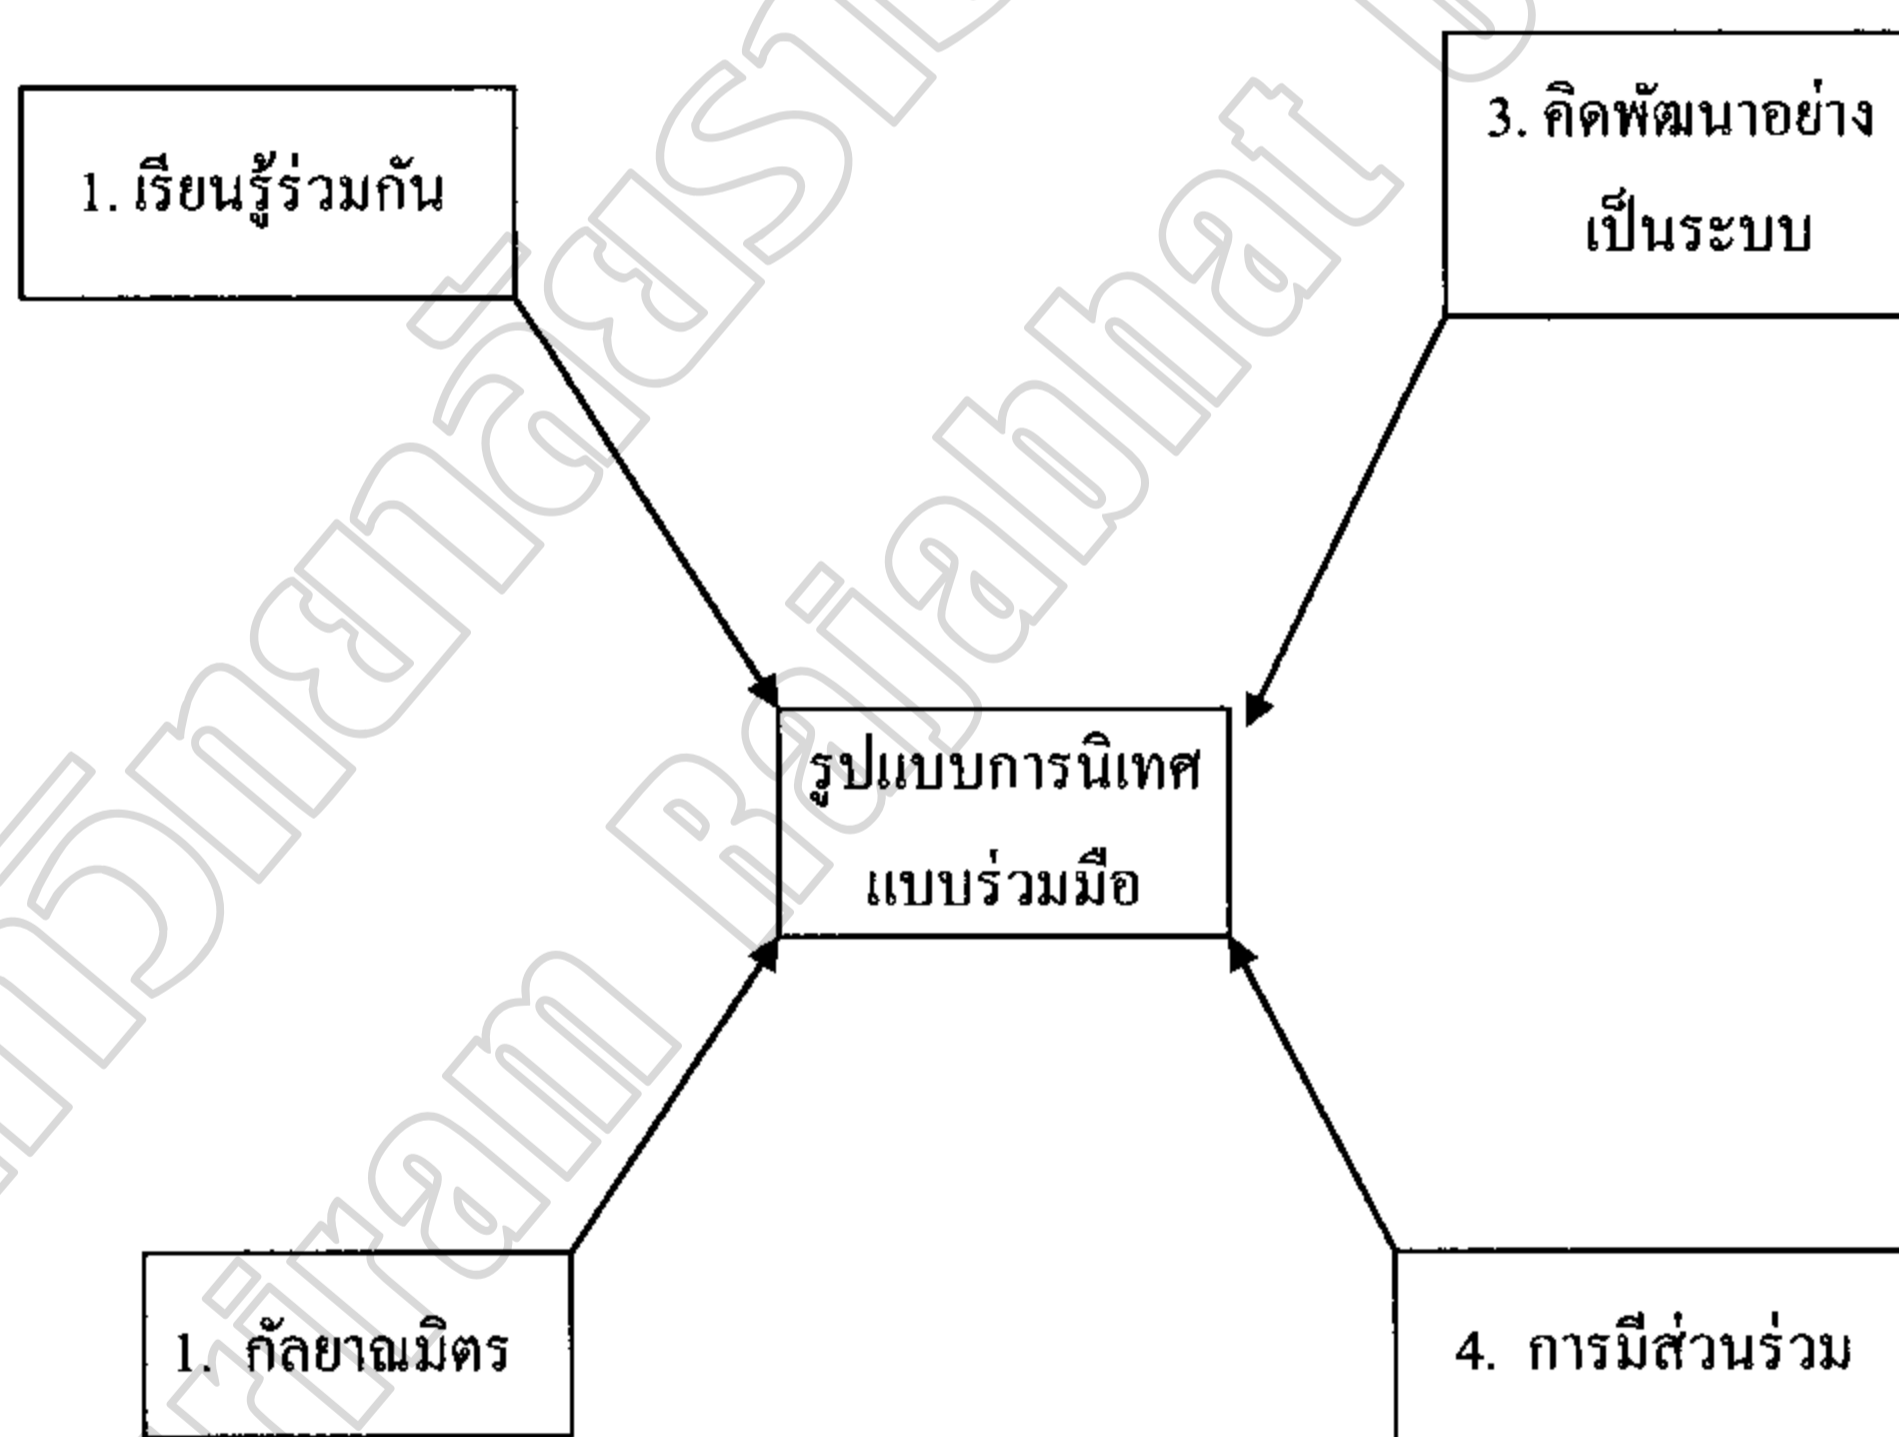 1. เรียนรู้ร่วมกัน
3. คิดพัฒนาอย่าง
เป็นระบบ
รูปแบบการนิเทศ
แบบร่วมมือ
1. กัลยาณมิตร
4. การมีส่วนร่วม
Rajabhat